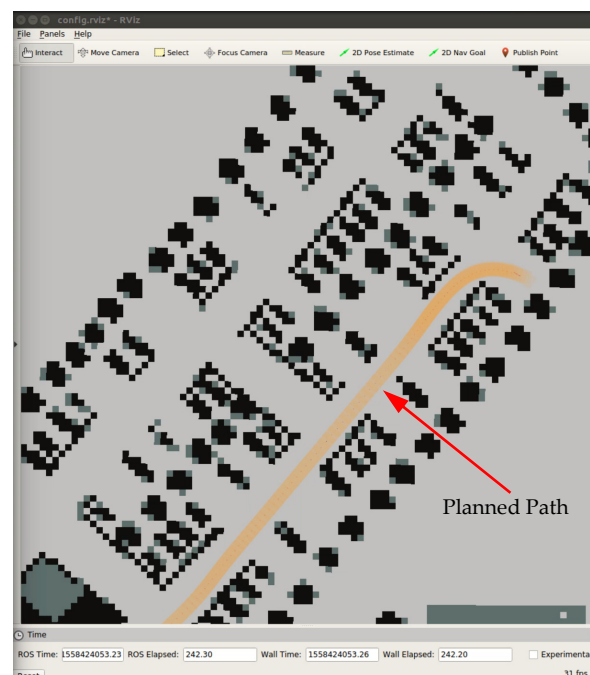 config.rviz* - RViz
File Panels Help
Interact Move Camera Select Focus Camera Measure 2D Pose Estimate 2D Nav Goal Publish Point
Planned Path
Time
ROS Time: 1558424053.23 ROS Elapsed: 242.30 Wall Time: 1558424053.26 Wall Elapsed: 242.20 Experimenta
Reset 31 fps